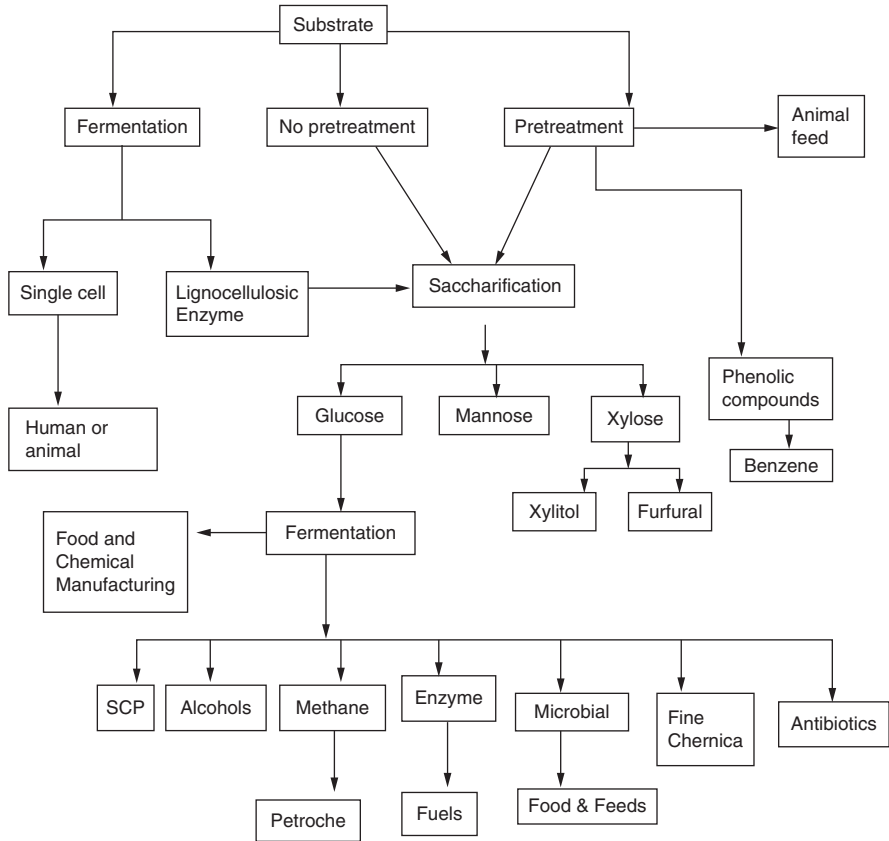 Substrate
Fermentation
No pretreatment
Pretreatment
Animal
feed
Single cell
Lignocellulosic
Enzyme
Saccharification
Glucose
Mannose
Xylose
Phenolic
compounds
Human or
animal
Benzene
Xylitol
Furfural
Food and
Chemical
Manufacturing
Fermentation
SCP
Alcohols
Methane
Enzyme
Microbial
Fine
Chernica
Antibiotics
Petroche
Fuels
Food & Feeds